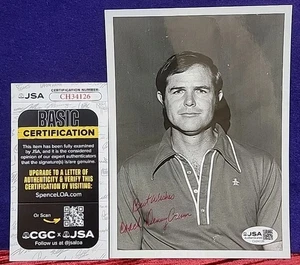 JSA
CERTIFICATION NUMBER
CH34126
BASIC
CERTIFICATION
This item has been fully examined
by JSA, and it is the considered
opinion of our expert authenticators
that the signature(s) is/are genuine.
UPGRADE TO A LETTER OF
AUTHENTICITY & VERIFY THIS
CERTIFICATION BY VISITING:
SpenceLOA.com
Or Scan
CGC x JSA
Follow us at @jsaloa
Best Wishes
JSA